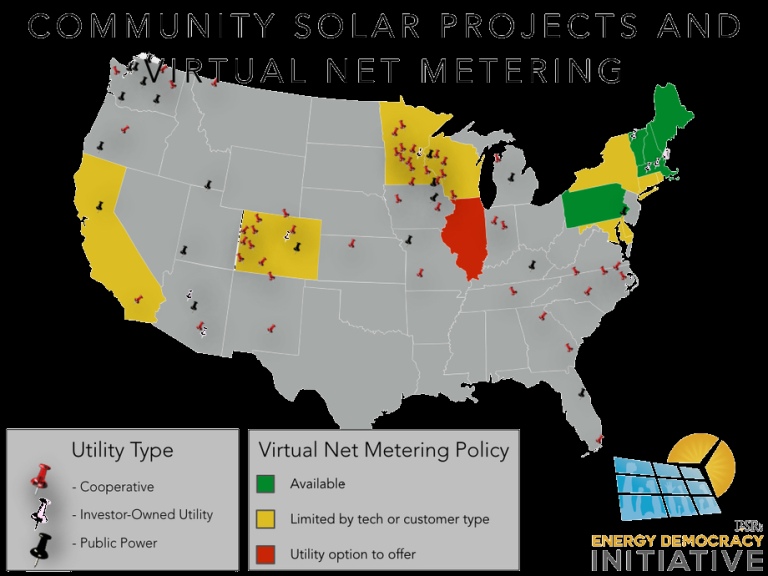 COMMUNITY SOLAR PROJECTS AND
VIRTUAL NET METERING
Utility Type
- Cooperative
- Investor-Owned Utility
- Public Power
Virtual Net Metering Policy
Available
Limited by tech or customer type
Utility option to offer
ILSR's
ENERGY DEMOCRACY
INITIATIVE